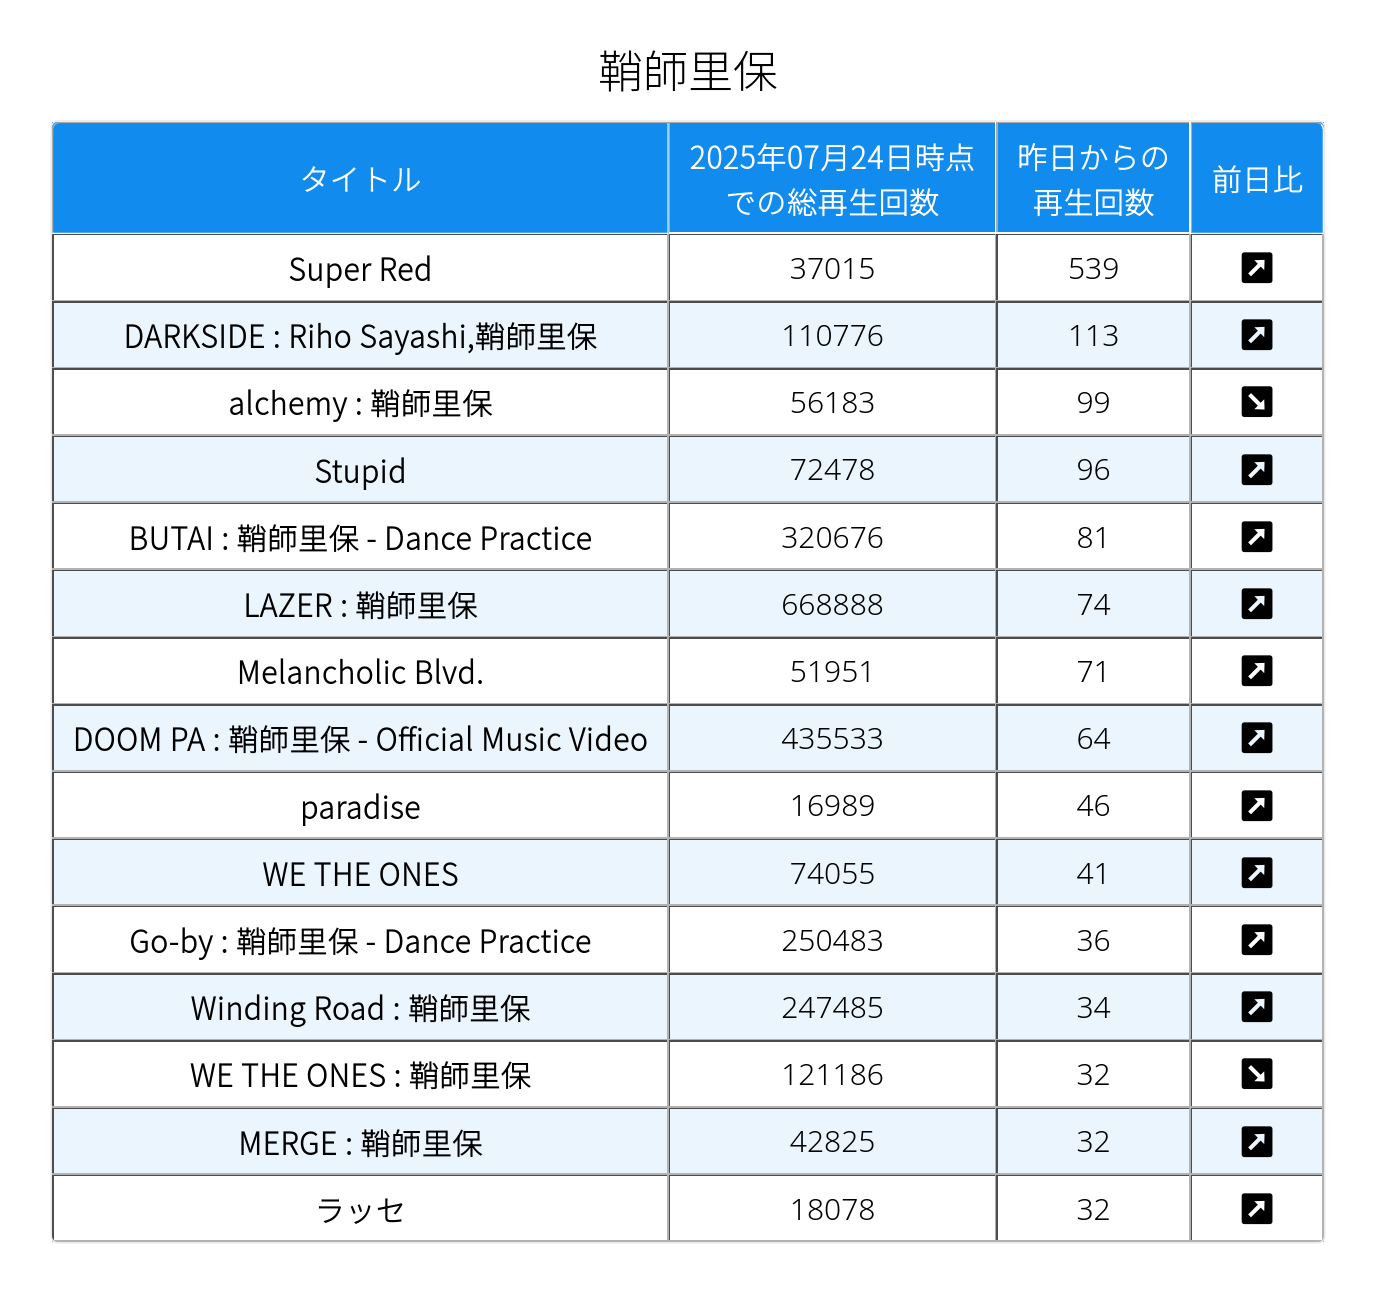 鞘師里保
タイトル
2025年07月24日時点
での総再生回数
昨日からの
再生回数
前日比
Super Red 37015 539
DARKSIDE : Riho Sayashi,鞘師里保 110776 113
alchemy : 鞘師里保 56183 99
Stupid 72478 96
BUTAI : 鞘師里保 - Dance Practice 320676 81
LAZER : 鞘師里保 668888 74
Melancholic Blvd. 51951 71
DOOM PA : 鞘師里保 - Official Music Video 435533 64
paradise 16989 46
WE THE ONES 74055 41
Go-by : 鞘師里保 - Dance Practice 250483 36
Winding Road : 鞘師里保 247485 34
WE THE ONES : 鞘師里保 121186 32
MERGE : 鞘師里保 42825 32
ラッセ 18078 32